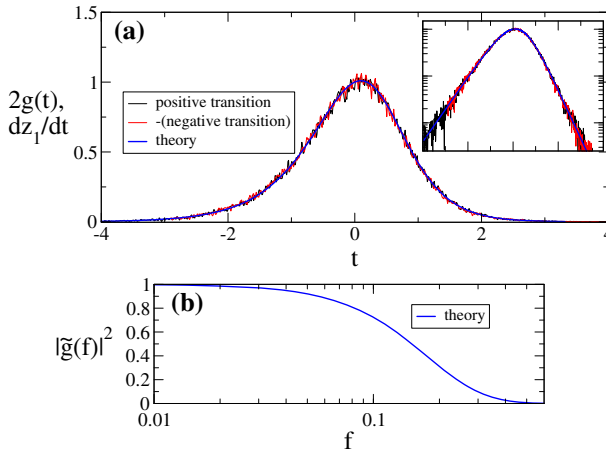 1.5
(a)
2g(t),
dz1/dt
1
positive transition
-(negative transition)
theory
0.5
0
-4
-2
0
2
4
t
1
(b)
theory
0.8
|g̃(f)|²
0.6
0.4
0.2
0
0.01
0.1
f